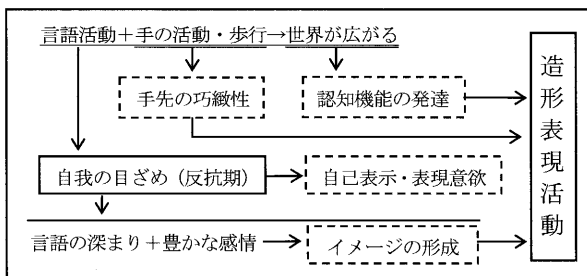 言語活動＋手の活動・歩行→世界が広がる
手先の巧緻性
認知機能の発達
自我の目ざめ（反抗期）
自己表示・表現意欲
言語の深まり＋豊かな感情
イメージの形成
造形表現活動